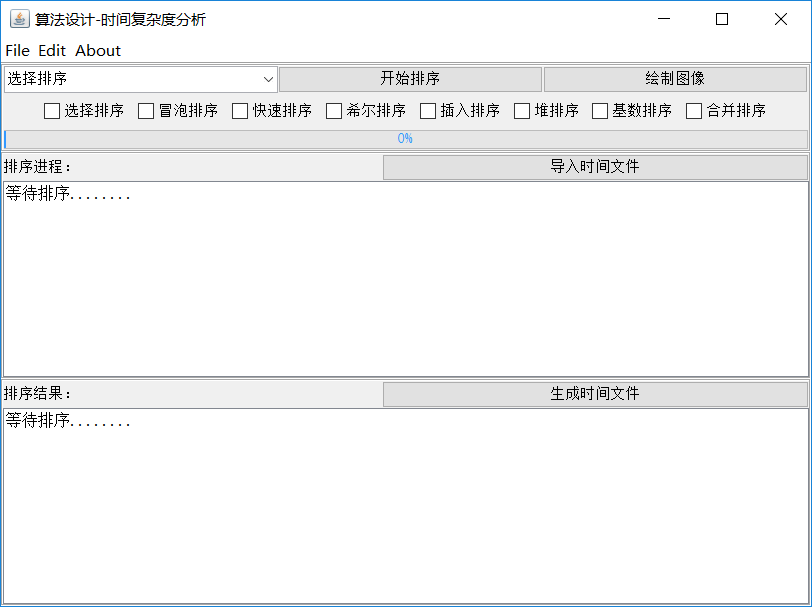 算法设计-时间复杂度分析
File Edit About
选择排序 开始排序 绘制图像
选择排序 冒泡排序 快速排序 希尔排序 插入排序 堆排序 基数排序 合并排序
0%
排序进程: 导入时间文件
等待排序........
排序结果: 生成时间文件
等待排序........